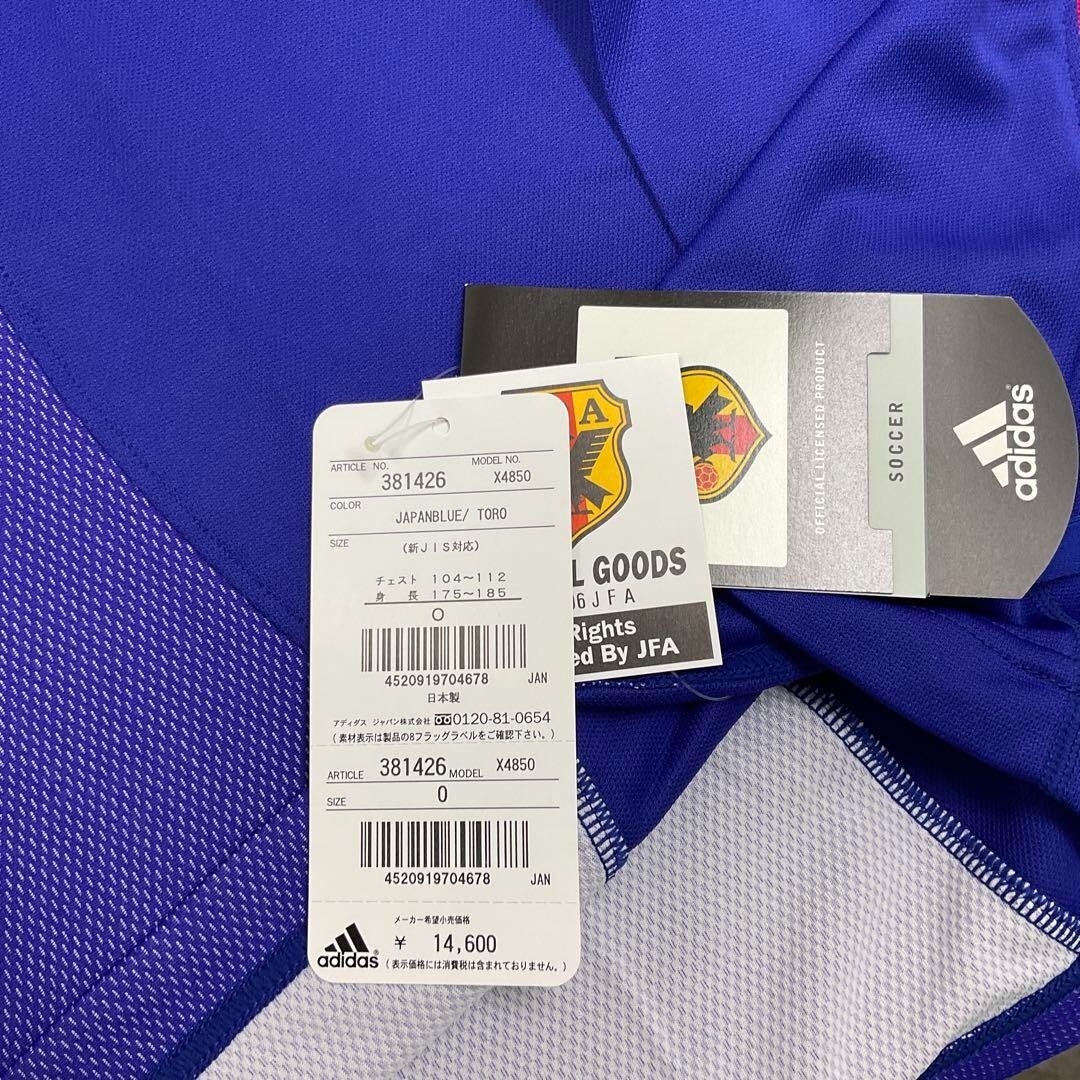 ARTICLE NO. MODEL NO.
381426 X4850
COLOR
JAPANBLUE/ TORO
SIZE
(新JIS対応)
チェスト 104〜112
身 長 175〜185
O
4520919704678 JAN
日本製
アディダス ジャパン株式会社 0120-81-0654
(素材表示は製品の8フラッグラベルをご確認下さい。)
ARTICLE 381426 MODEL X4850
SIZE O
4520919704678 JAN
メーカー希望小売価格
¥ 14,600
adidas (表示価格には消費税は含まれておりません。)
A
L GOODS
06 JFA
Rights
ed By JFA
OFFICIAL LICENSED PRODUCT
SOCCER
adidas